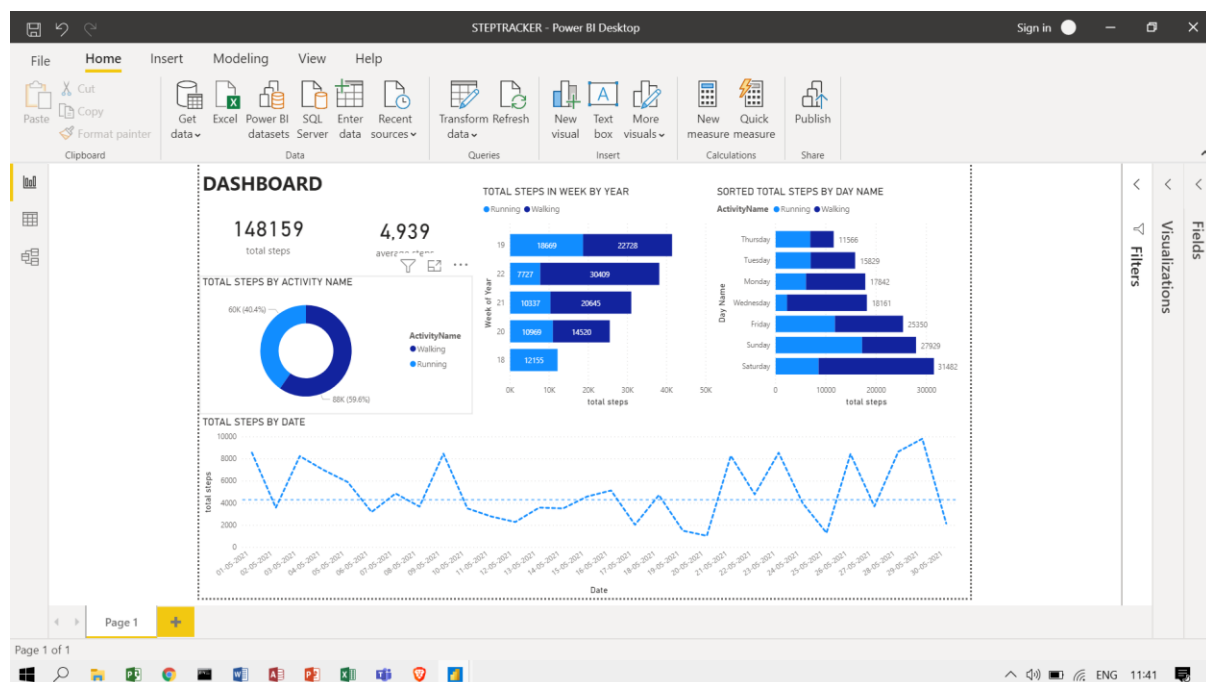 STEPTRACKER - Power BI Desktop
Sign in
File Home Insert Modeling View Help
Paste
Cut
Copy
Format painter
Get data
Excel
Power BI datasets
SQL Server
Enter data
Recent sources
Transform data
Refresh
New visual
Text box
More visuals
New measure
Quick measure
Publish
Clipboard
Data
Queries
Insert
Calculations
Share
DASHBOARD
148159
total steps
4,939
TOTAL STEPS BY ACTIVITY NAME
60K (40.4%)
88K (59.6%)
ActivityName
Walking
Running
TOTAL STEPS IN WEEK BY YEAR
Running Walking
Week of Year
19 18669 22728
22 7727 30409
21 10337 20645
20 10969 14520
18 12155
0K 10K 20K 30K 40K 50K
total steps
SORTED TOTAL STEPS BY DAY NAME
ActivityName Running Walking
Day Name
Thursday 11566
Tuesday 15829
Monday 17842
Wednesday 18161
Friday 25350
Sunday 27929
Saturday 31482
0 10000 20000 30000
total steps
TOTAL STEPS BY DATE
total steps
10000
8000
6000
4000
2000
0
01-05-2021 02-05-2021 03-05-2021 04-05-2021 05-05-2021 06-05-2021 07-05-2021 08-05-2021 09-05-2021 10-05-2021 11-05-2021 12-05-2021 13-05-2021 14-05-2021 15-05-2021 16-05-2021 17-05-2021 18-05-2021 19-05-2021 20-05-2021 21-05-2021 22-05-2021 23-05-2021 24-05-2021 25-05-2021 26-05-2021 27-05-2021 28-05-2021 29-05-2021 30-05-2021
Date
Filters
Visualizations
Fields
Page 1
Page 1 of 1
ENG 11:41